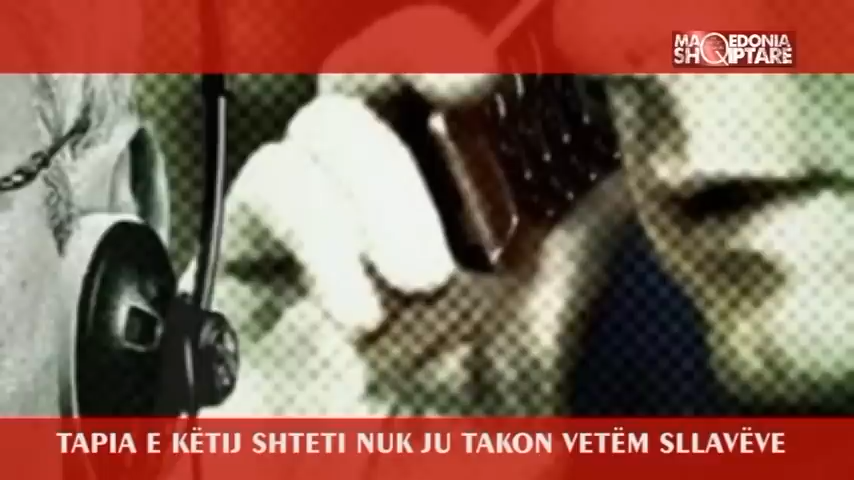 MAQEDONIA
SHQIPTARE
TAPIA E KËTIJ SHTETI NUK JU TAKON VETËM SLLAVËVE